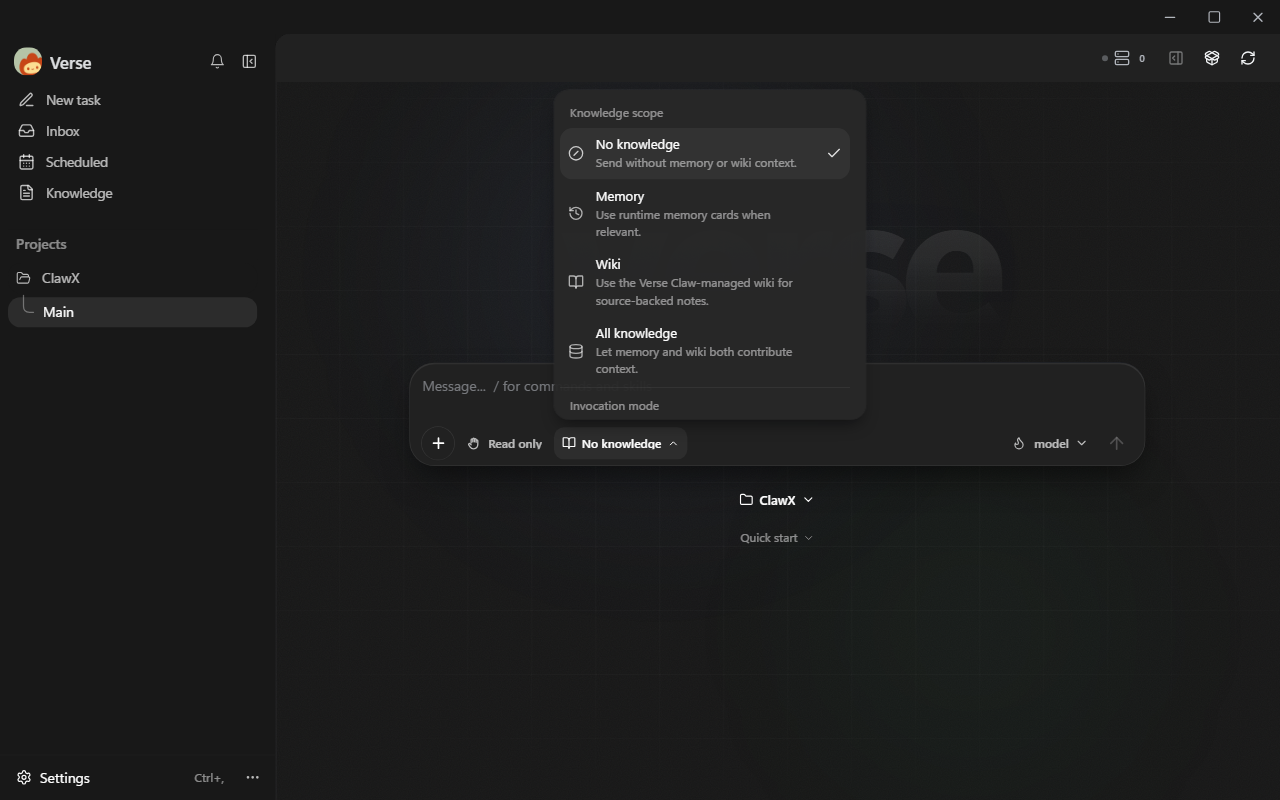 Verse
0
New task
Inbox
Scheduled
Knowledge
Projects
ClawX
Main
Knowledge scope
No knowledge
Send without memory or wiki context.
Memory
Use runtime memory cards when
relevant.
Wiki
Use the Verse Claw-managed wiki for
source-backed notes.
All knowledge
Let memory and wiki both contribute
context.
Invocation mode
se
Message... / for com
Read only
No knowledge
model
ClawX
Quick start
Settings
Ctrl+,